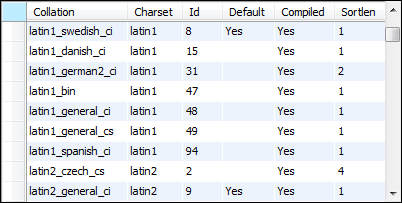 Collation Charset Id Default Compiled Sortlen
latin1_swedish_ci latin1 8 Yes Yes 1
latin1_danish_ci latin1 15 Yes 1
latin1_german2_ci latin1 31 Yes 2
latin1_bin latin1 47 Yes 1
latin1_general_ci latin1 48 Yes 1
latin1_general_cs latin1 49 Yes 1
latin1_spanish_ci latin1 94 Yes 1
latin2_czech_cs latin2 2 Yes 4
latin2_general_ci latin2 9 Yes Yes 1